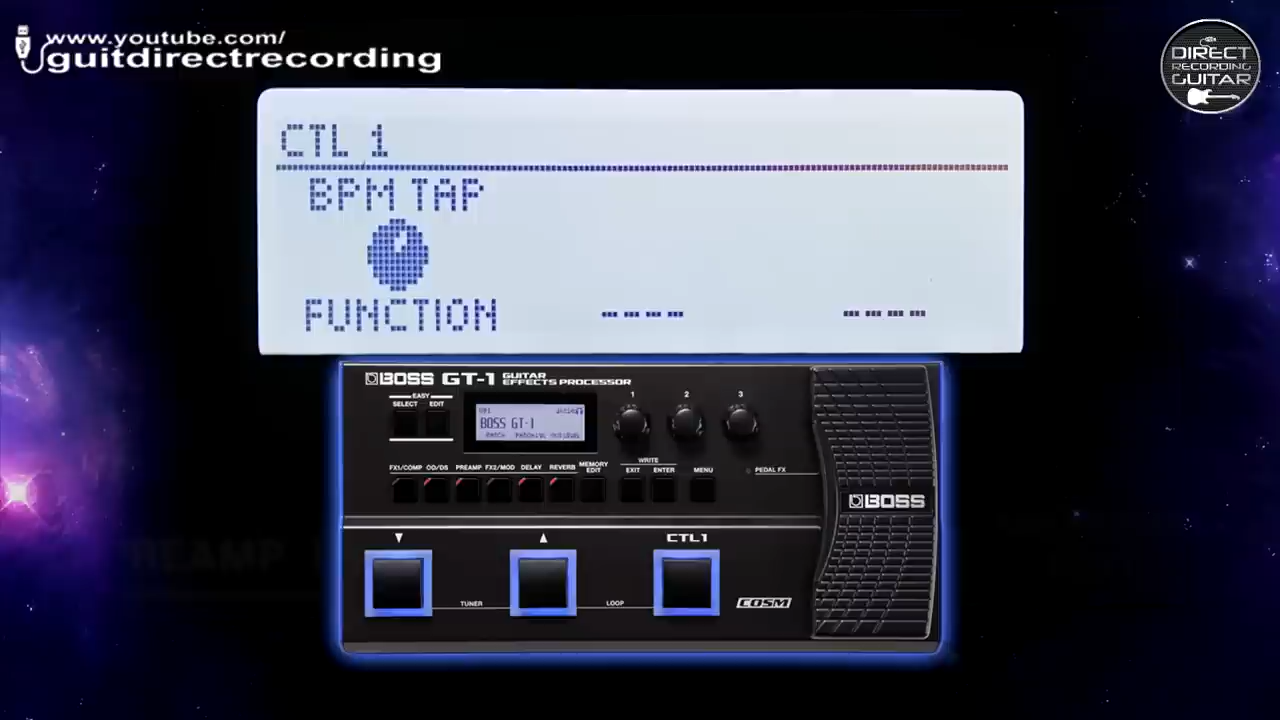 www.youtube.com/
guitdirectrecording
DIRECT
RECORDING
GUITAR
CTL 1
BPM TAP
FUNCTION
BOSS GT-1 GUITAR EFFECTS PROCESSOR
EASY
SELECT EDIT
BOSS GT-1
1 2 3
FX1/COMP OD/DS PREAMP FX2/MOD DELAY REVERB MEMORY EDIT
WRITE
EXIT ENTER MENU
PEDAL FX
BOSS
▼ ▲ CTL1
TUNER LOOP
COSM